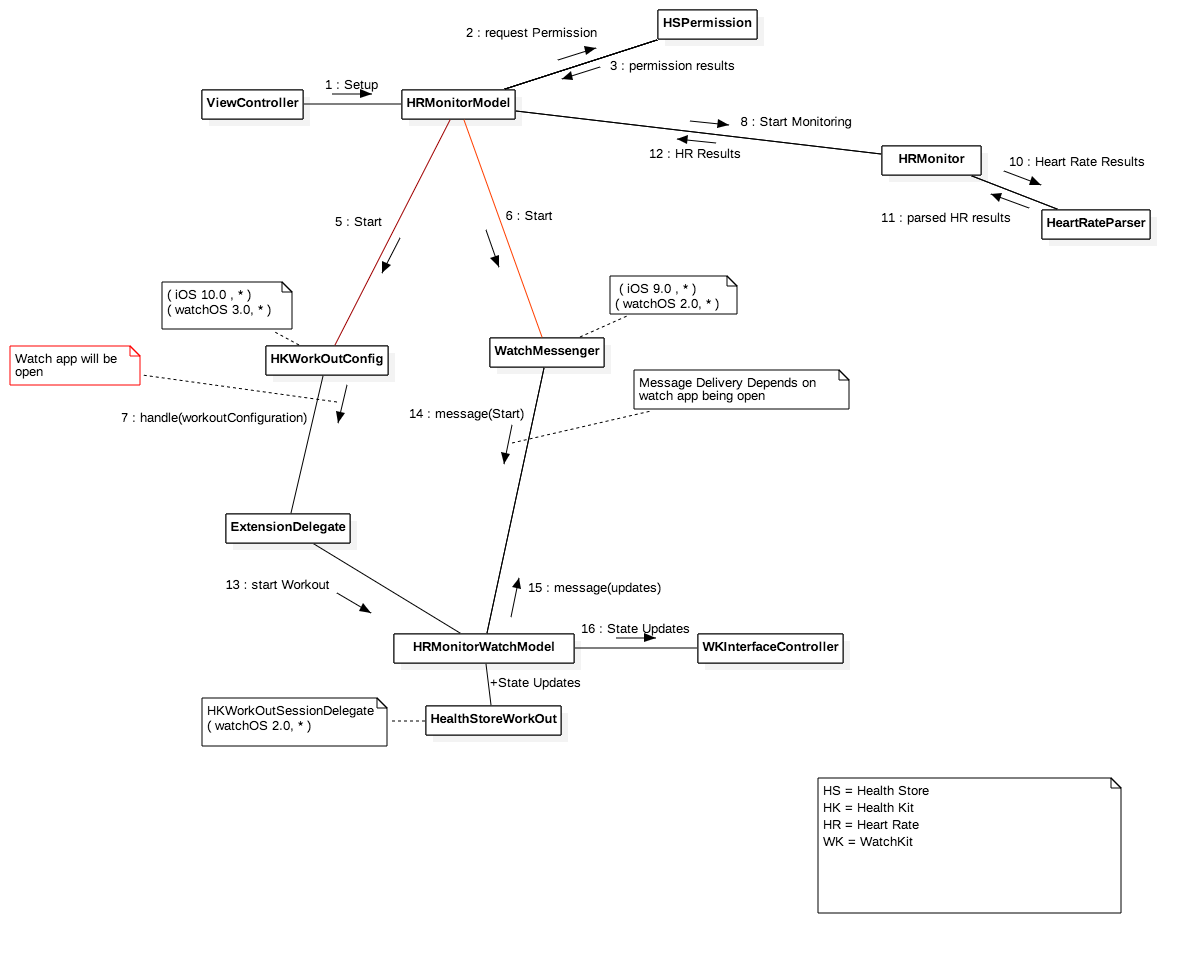 HSPermission
2 : request Permission
3 : permission results
1 : Setup
ViewController
HRMonitorModel
8 : Start Monitoring
12 : HR Results
HRMonitor
10 : Heart Rate Results
11 : parsed HR results
HeartRateParser
5 : Start
6 : Start
( iOS 10.0 , * )
( watchOS 3.0, * )
( iOS 9.0 , * )
( watchOS 2.0, * )
Watch app will be
open
HKWorkOutConfig
WatchMessenger
Message Delivery Depends on
watch app being open
7 : handle(workoutConfiguration)
14 : message(Start)
ExtensionDelegate
13 : start Workout
15 : message(updates)
16 : State Updates
HRMonitorWatchModel
WKInterfaceController
+State Updates
HKWorkOutSessionDelegate
( watchOS 2.0, * )
HealthStoreWorkOut
HS = Health Store
HK = Health Kit
HR = Heart Rate
WK = WatchKit